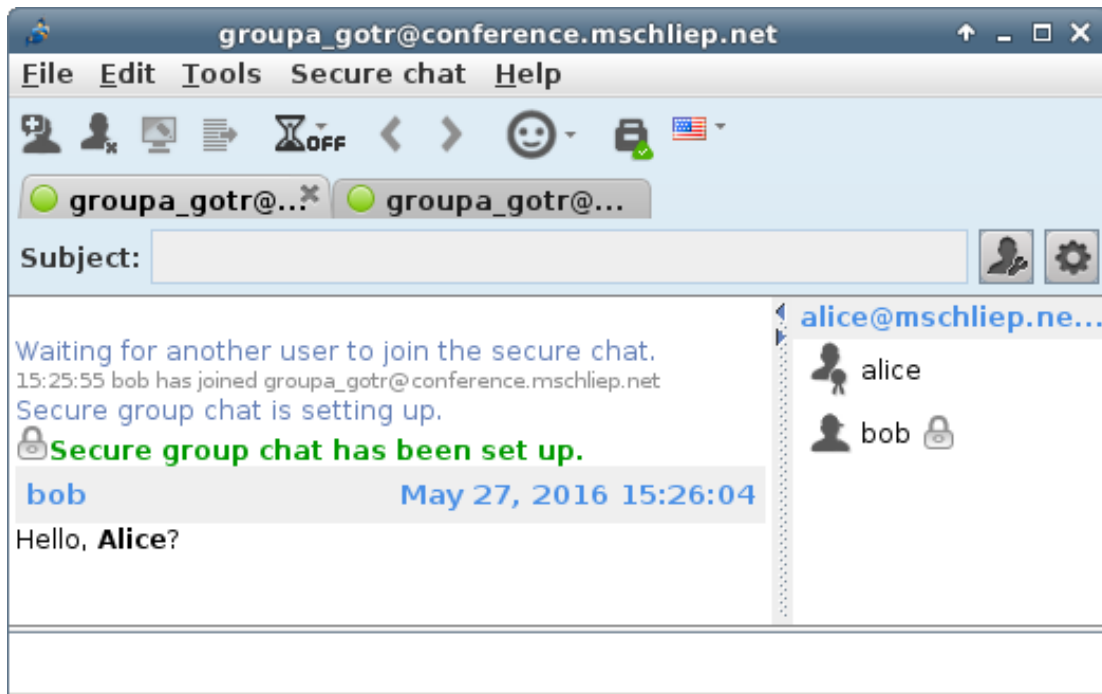 groupa_gotr@conference.mschliep.net
File Edit Tools Secure chat Help
OFF
groupa_gotr@... groupa_gotr@...
Subject:
alice@mschliep.ne...
alice
bob
Waiting for another user to join the secure chat.
15:25:55 bob has joined groupa_gotr@conference.mschliep.net
Secure group chat is setting up.
Secure group chat has been set up.
bob May 27, 2016 15:26:04
Hello, Alice?